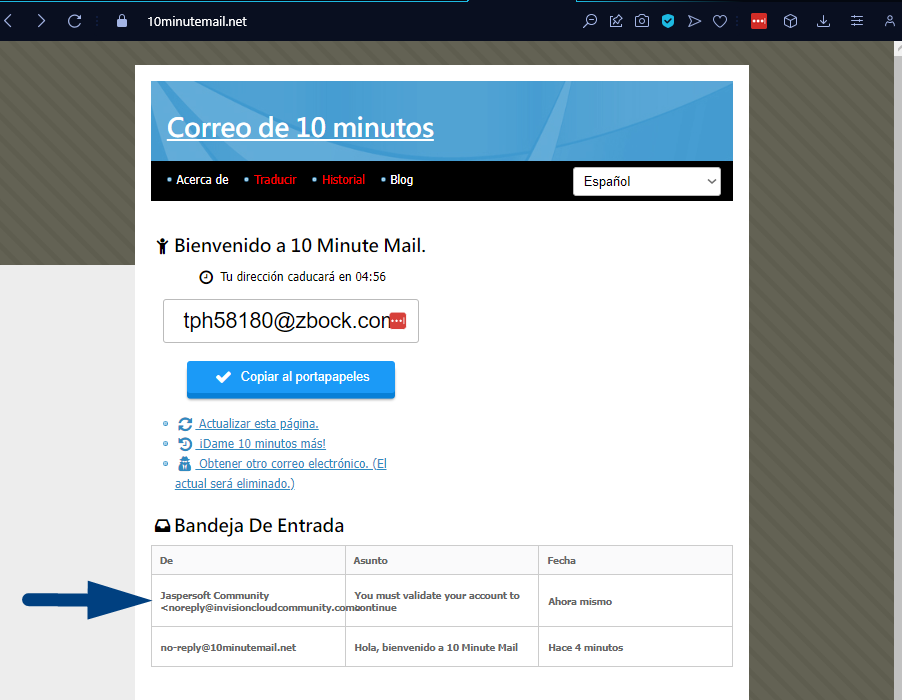 10minutemail.net
Correo de 10 minutos
Acerca de
Traducir
Historial
Blog
Español
Bienvenido a 10 Minute Mail.
Tu dirección caducará en 04:56
tph58180@zbock.com
Copiar al portapapeles
Actualizar esta página.
¡Dame 10 minutos más!
Obtener otro correo electrónico. (El
actual será eliminado.)
Bandeja De Entrada
De Asunto Fecha
Jaspersoft Community
<noreply@invisioncloudcommunity.com>
You must validate your account to
continue
Ahora mismo
no-reply@10minutemail.net Hola, bienvenido a 10 Minute Mail Hace 4 minutos